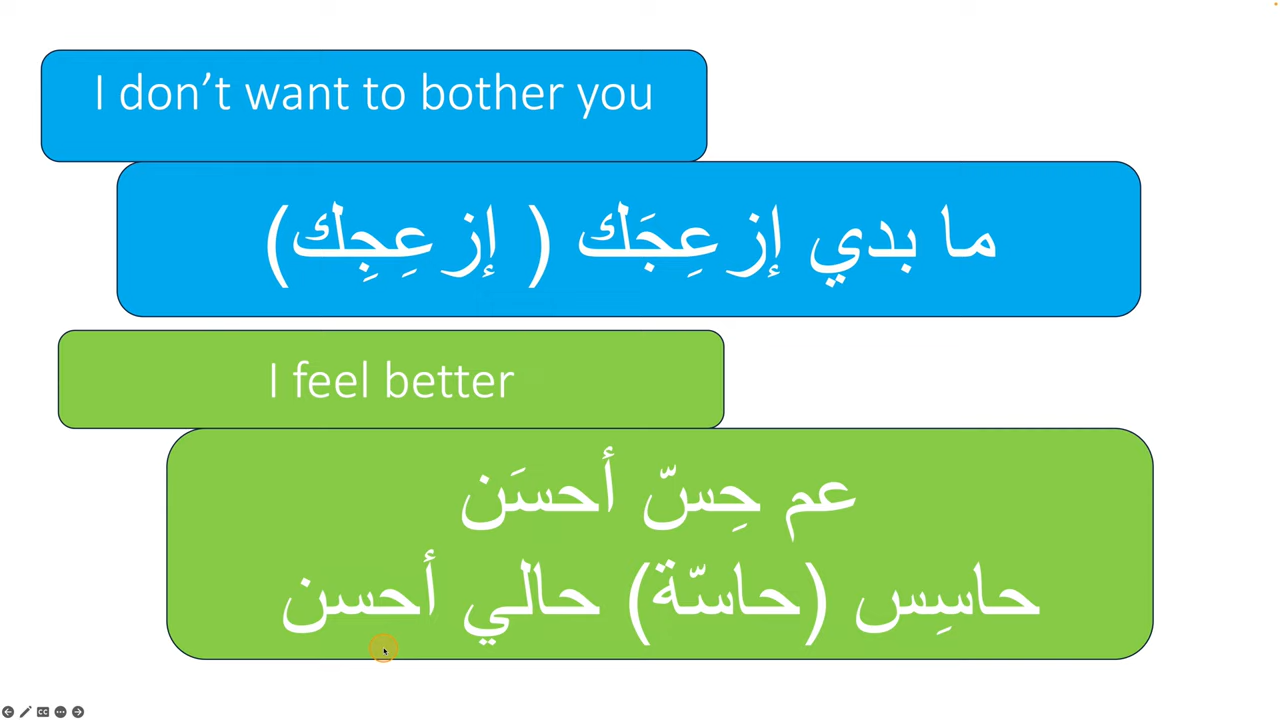 I don’t want to bother you
ما بدي إزعِجَك ( إزعِجِك)
I feel better
عم حِسّ أحسَن
حاسِس (حاسّة) حالي أحسن